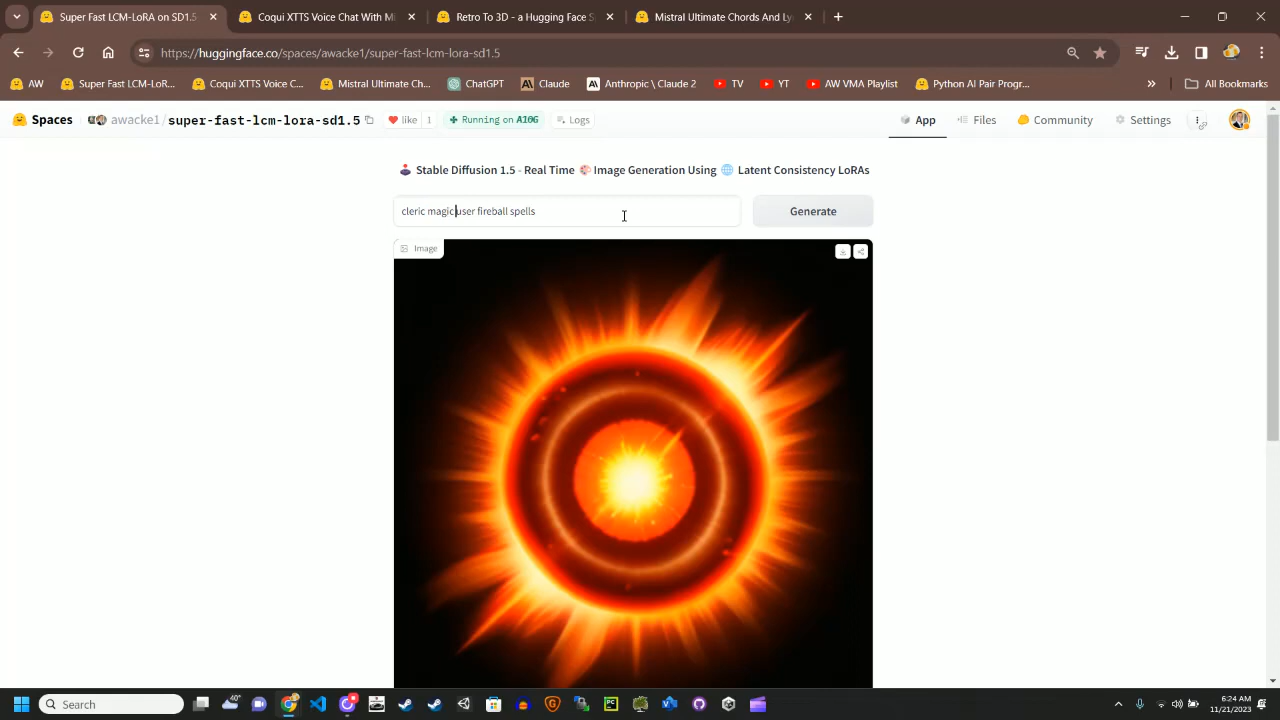 Super Fast LCM-LoRA on SD1.5
Coqui XTTS Voice Chat With Mi
Retro To 3D - a Hugging Face S
Mistral Ultimate Chords And Ly
https://huggingface.co/spaces/awacke1/super-fast-lcm-lora-sd1.5
AW
Super Fast LCM-LoR...
Coqui XTTS Voice C...
Mistral Ultimate Ch...
ChatGPT
Claude
Anthropic \ Claude 2
TV
YT
AW VMA Playlist
Python AI Pair Progr...
All Bookmarks
Spaces
awacke1/super-fast-lcm-lora-sd1.5
like 1
Running on A10G
Logs
App
Files
Community
Settings
Stable Diffusion 1.5 - Real Time Image Generation Using Latent Consistency LoRAs
cleric magic user fireball spells
Generate
Image
Search
40°
6:24 AM
11/21/2023